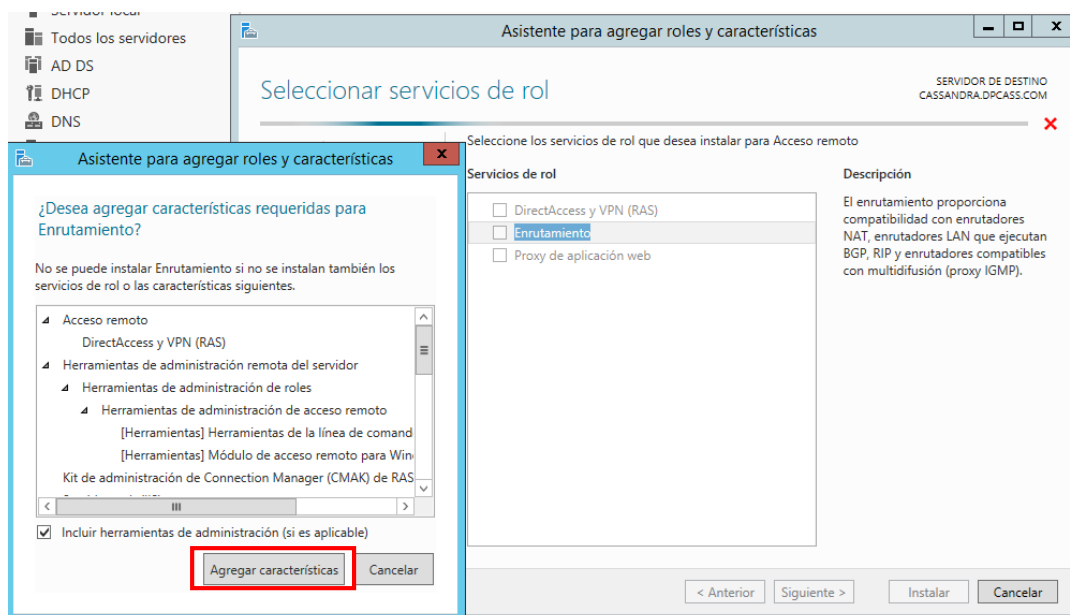 Servidor local
Todos los servidores
AD DS
DHCP
DNS
Asistente para agregar roles y características
Seleccionar servicios de rol
SERVIDOR DE DESTINO
CASSANDRA.DPCASS.COM
Seleccione los servicios de rol que desea instalar para Acceso remoto
Servicios de rol
DirectAccess y VPN (RAS)
Enrutamiento
Proxy de aplicación web
Descripción
El enrutamiento proporciona
compatibilidad con enrutadores
NAT, enrutadores LAN que ejecutan
BGP, RIP y enrutadores compatibles
con multidifusión (proxy IGMP).
< Anterior
Siguiente >
Instalar
Cancelar
Asistente para agregar roles y características
x
¿Desea agregar características requeridas para
Enrutamiento?
No se puede instalar Enrutamiento si no se instalan también los
servicios de rol o las características siguientes.
Acceso remoto
DirectAccess y VPN (RAS)
Herramientas de administración remota del servidor
Herramientas de administración de roles
Herramientas de administración de acceso remoto
[Herramientas] Herramientas de la línea de comand
[Herramientas] Módulo de acceso remoto para Win
Kit de administración de Connection Manager (CMAK) de RAS
Incluir herramientas de administración (si es aplicable)
Agregar características
Cancelar